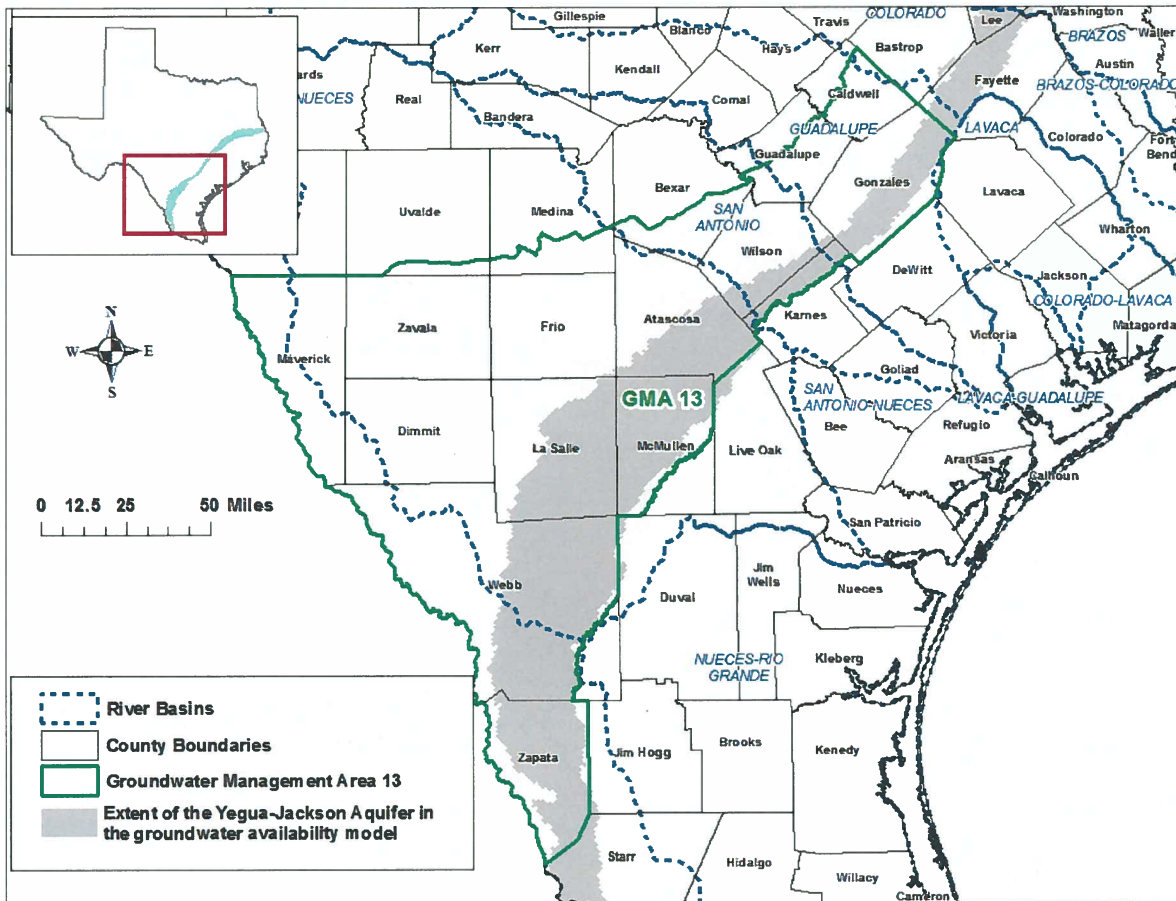 Gillespie
Travis
COLORADO
Washington
Lee
Waller
Blanco
BRAZOS
Kerr
Hays
Bastrop
Austin
ards
Kendall
Fayette
BRAZOS-COLORADO
NUECES
Real
Comal
Caldwell
Bandera
GUADALUPE
LAVACA
Colorado
Fort
Bend
Guadalupe
Bexar
Gonzales
Lavaca
Uvalde
Medina
SAN
ANTONIO
Wilson
Wharton
DeWitt
Jackson
COLORADO-LAVACA
N
W E
S
Zavala
Frio
Atascosa
Karnes
Matagorda
Maverick
Victoria
Goliad
GMA 13
SAN
ANTONIO-NUECES
LAVACA-GUADALUPE
Dimmit
La Salle
McMullen
Live Oak
Bee
Refugio
Aransas
Calhoun
0 12.5 25 50 Miles
San Patricio
Webb
Duval
Jim
Wells
Nueces
NUECES-RIO
GRANDE
Kleberg
River Basins
County Boundaries
Groundwater Management Area 13
Extent of the Yegua-Jackson Aquifer in
the groundwater availability model
Zapata
Jim Hogg
Brooks
Kenedy
Starr
Hidalgo
Willacy
Cameron